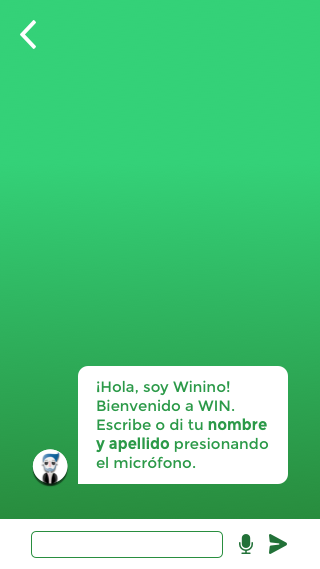 ¡Hola, soy Winino!
Bienvenido a WIN.
Escribe o di tu nombre
y apellido presionando
el micrófono.